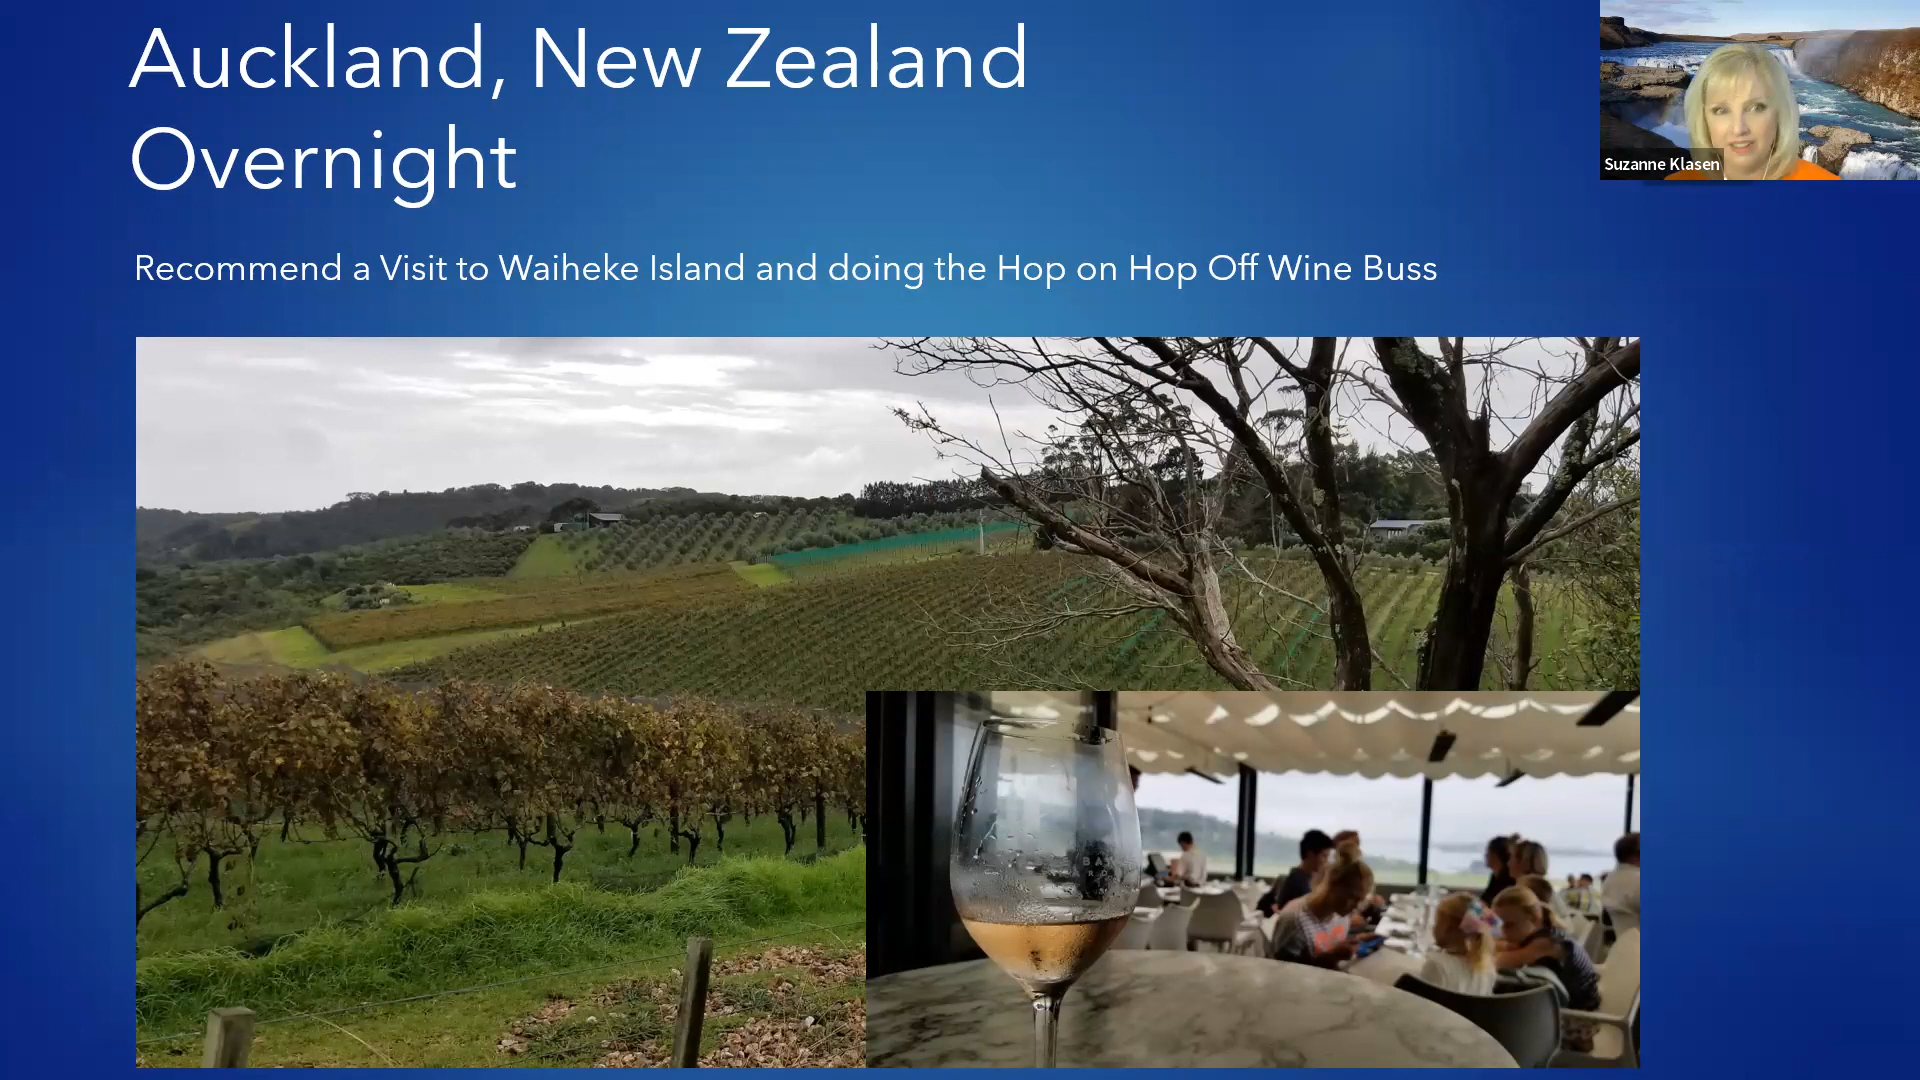 Auckland, New Zealand
Overnight
Suzanne Klasen
Recommend a Visit to Waiheke Island and doing the Hop on Hop Off Wine Buss